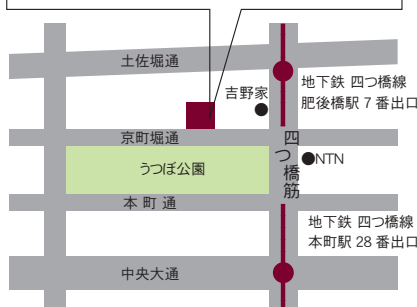 土佐堀通
吉野家
地下鉄 四つ橋線
肥後橋駅 7 番出口
京町堀通
四つ橋筋
NTN
うつぼ公園
本町通
地下鉄 四つ橋線
本町駅 28 番出口
中央大通